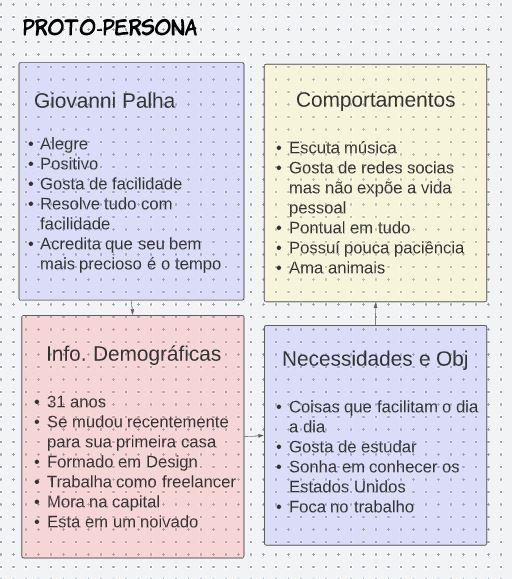 PROTO-PERSONA
Giovanni Palha
• Alegre
• Positivo
• Gosta de facilidade
• Resolve tudo com
facilidade
• Acredita que seu bem
mais precioso é o tempo
Comportamentos
• Escuta música
• Gosta de redes socias
mas não expõe a vida
pessoal
• Pontual em tudo
• Possuí pouca paciência
• Ama animais
Info. Demográficas
• 31 anos
• Se mudou recentemente
para sua primeira casa
• Formado em Design
• Trabalha como freelancer
• Mora na capital
• Esta em um noivado
Necessidades e Obj
• Coisas que facilitam o dia
a dia
• Gosta de estudar
• Sonha em conhecer os
Estados Unidos
• Foca no trabalho